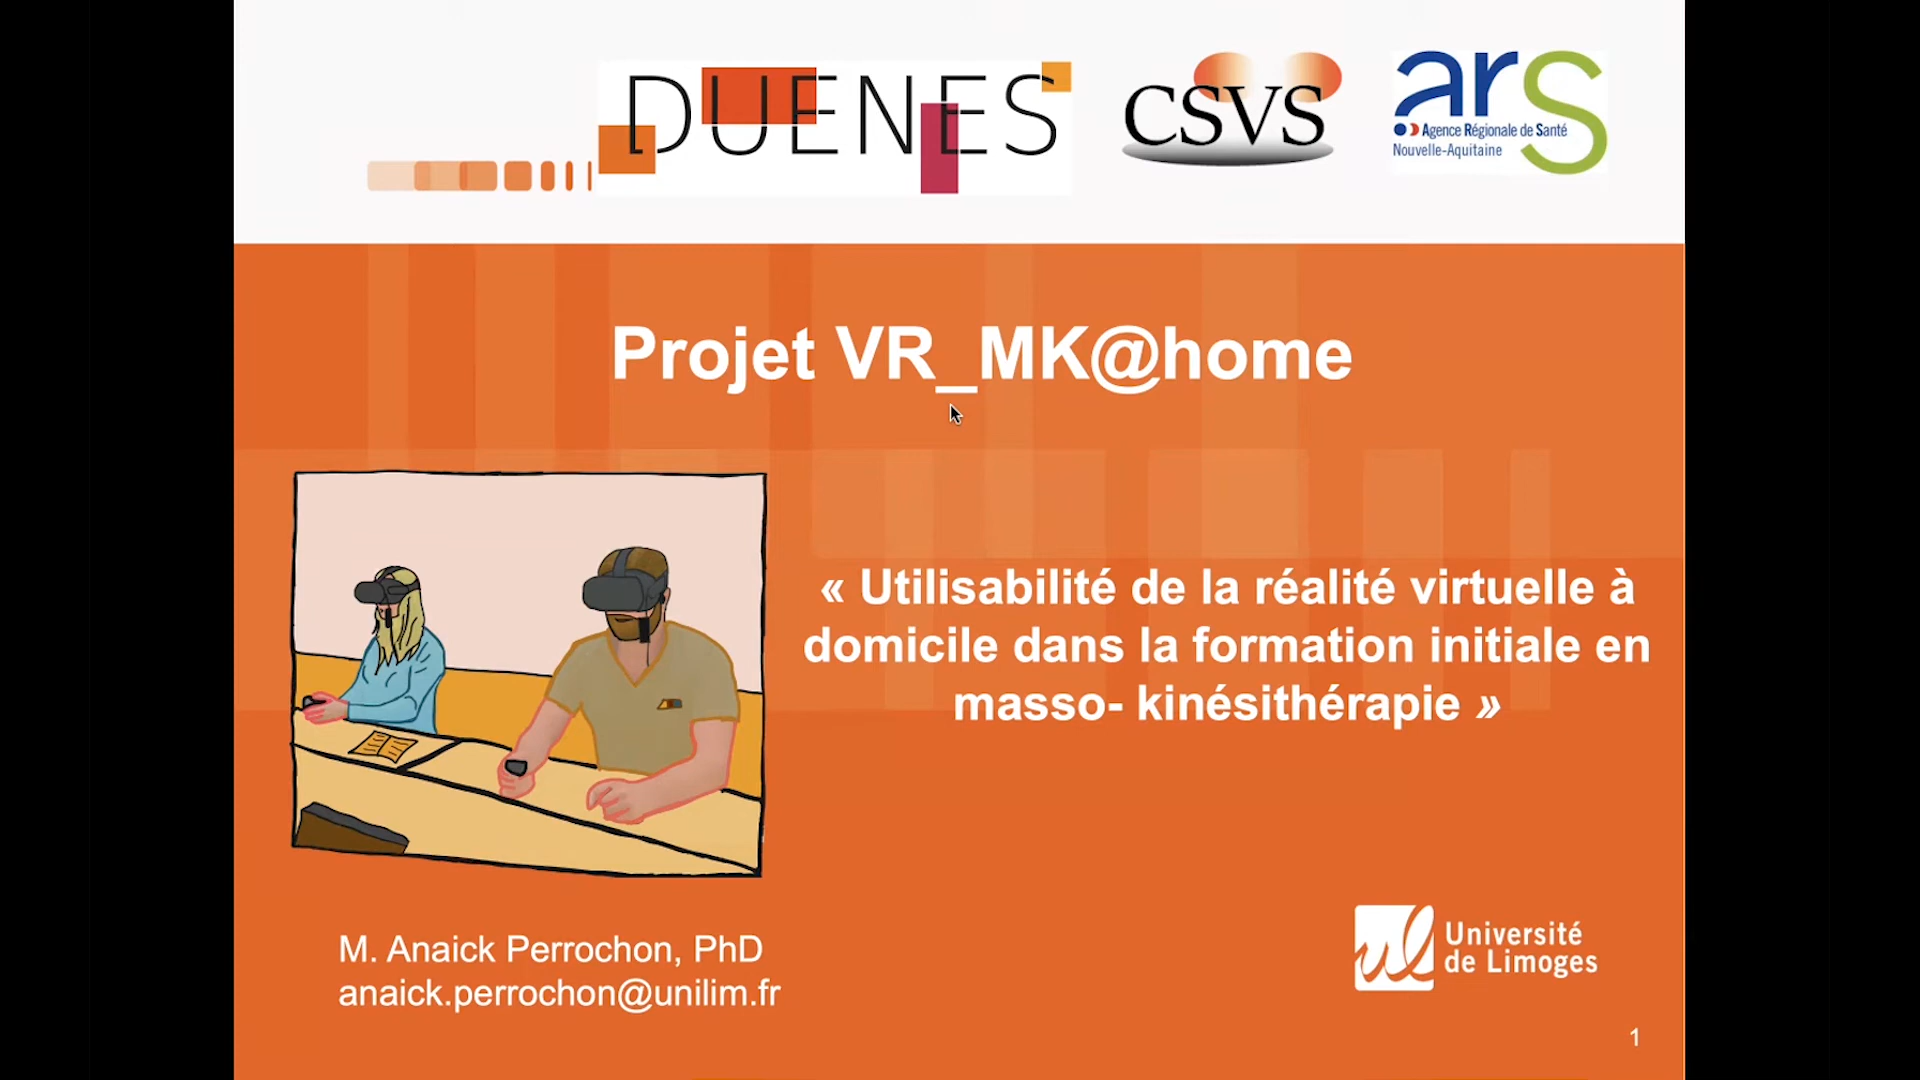 DUENES
CSVS
ars
Agence Régionale de Santé
Nouvelle-Aquitaine
Projet VR_MK@home
« Utilisabilité de la réalité virtuelle à
domicile dans la formation initiale en
masso- kinésithérapie »
M. Anaick Perrochon, PhD
anaick.perrochon@unilim.fr
ul
Université
de Limoges
1